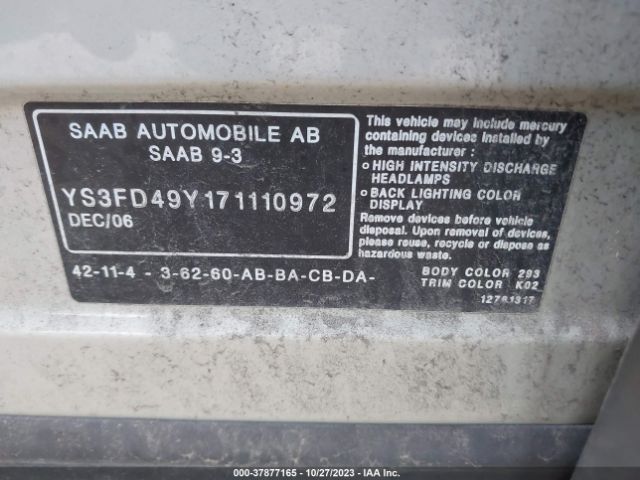 SAAB AUTOMOBILE AB
SAAB 9-3
YS3FD49Y171110972
DEC/06
42-11-4 - 3-62-60-AB-BA-CB-DA-
This vehicle may include mercury
containing devices installed by
the manufacturer :
o HIGH INTENSITY DISCHARGE
HEADLAMPS
o BACK LIGHTING COLOR
DISPLAY
Remove devices before vehicle
disposal. Upon removal of devices,
please reuse, recycle or dispose as
hazardous waste.
BODY COLOR 293
TRIM COLOR K02
12761317
000-37877165 - 10/27/2023 - IAA Inc.